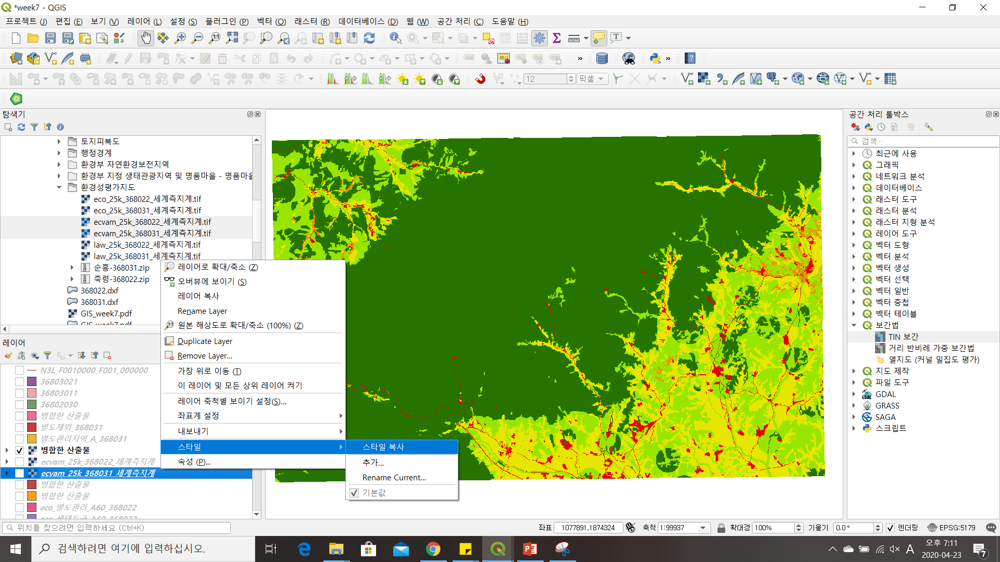 *week7 - QGIS
프로젝트 (J) 편집 (E) 보기 (V) 레이어 (L) 설정 (S) 플러그인 (P) 벡터 (O) 래스터 (R) 데이터베이스 (D) 웹 (W) 공간 처리 (C) 도움말 (H)
12 픽셀
탐색기
토지피복도
행정경계
환경부 자연환경보전지역
환경부 지정 생태관광지역 및 명품마을 - 명품마을
환경성평가지도
eco_25k_368022_세계측지계.tif
eco_25k_368031_세계측지계.tif
ecvam_25k_368022_세계측지계.tif
ecvam_25k_368031_세계측지계.tif
law_25k_368022_세계측지계.tif
law_25k_368031_세계측지계.tif
순흥-368031.zip
죽령-368022.zip
368022.dxf
368031.dxf
GIS_week7.pdf
GIS_week7.pdf
레이어
N3L_F0010000_F001_000000
36803021
36803011
36802030
병합한 산출물
별도제외_368031
별도관리지역_A_368031
병합한 산출물
ecvam_25k_368022_세계측지계
ecvam_25k_368031_세계측지계
병합한 산출물
병합한 산출물
eco_별도관리_A60_368022
eco_생태등급_A60_368022
레이어로 확대/축소 (Z)
오버뷰에 보이기 (S)
레이어 복사
Rename Layer
원본 해상도로 확대/축소 (100%) (Z)
Duplicate Layer
Remove Layer...
가장 위로 이동 (T)
이 레이어 및 모든 상위 레이어 켜기
레이어 축척별 보이기 설정(S)...
좌표계 설정
내보내기
스타일
속성 (P)...
스타일 복사
추가...
Rename Current...
기본값
공간 처리 툴박스
검색...
최근에 사용
그래픽
네트워크 분석
데이터베이스
래스터 도구
래스터 분석
래스터 지형 분석
레이어 도구
벡터 도형
벡터 분석
벡터 생성
벡터 선택
벡터 일반
벡터 중첩
벡터 테이블
보간법
TIN 보간
거리 반비례 가중 보간법
열지도 (커널 밀집도 평가)
지도 제작
파일 도구
GDAL
GRASS
SAGA
스크립트
위치를 찾으려면 입력하세요 (Ctrl+K)
좌표 1077891,1874324 축척 1:99937 확대경 100% 기울기 0.0 ° 렌더링 EPSG:5179
검색하려면 여기에 입력하십시오.
A
오후 7:11
2020-04-23
7